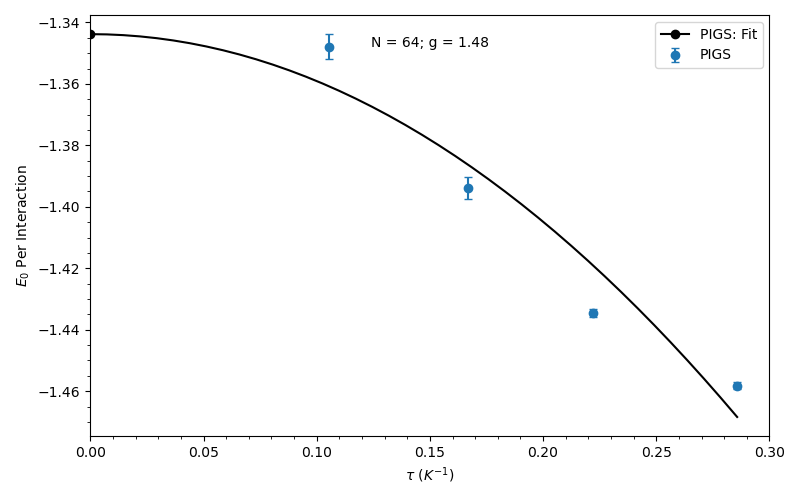 N = 64; g = 1.48
PIGS: Fit
PIGS
E₀ Per Interaction
−1.34
−1.36
−1.38
−1.40
−1.42
−1.44
−1.46
0.00 0.05 0.10 0.15 0.20 0.25 0.30
τ (K⁻¹)